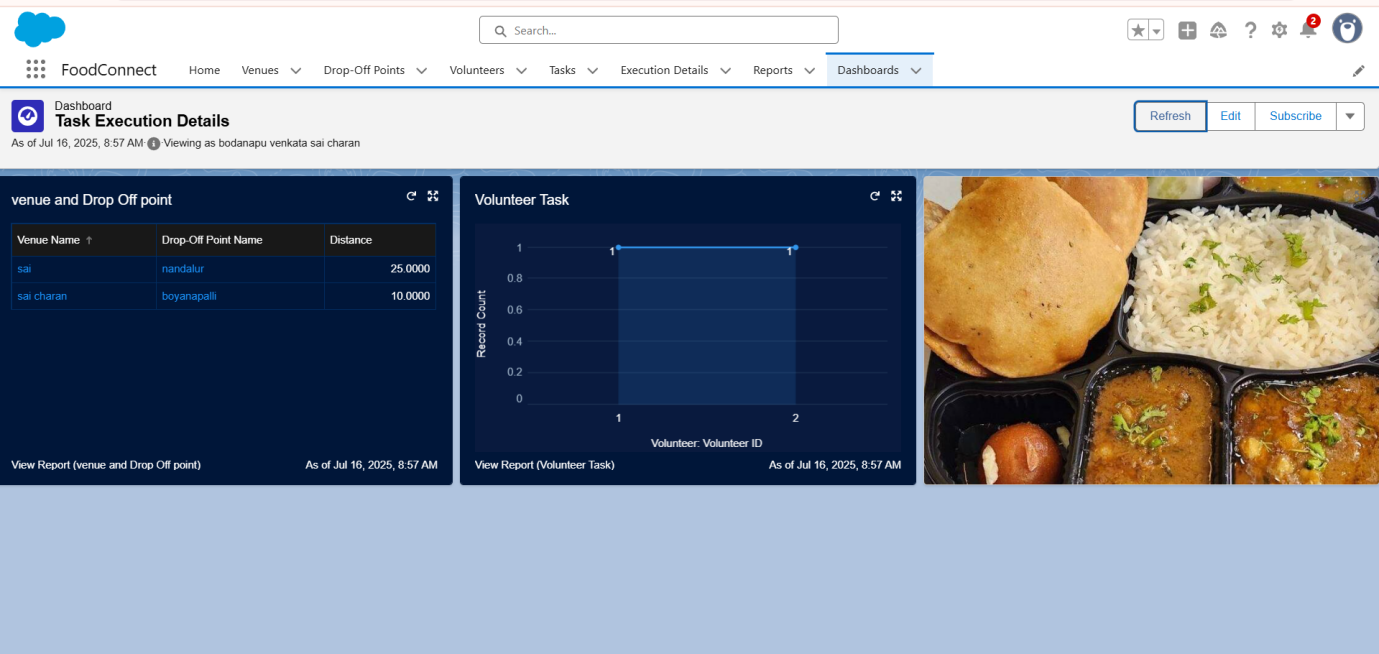 Search...
2
FoodConnect Home Venues Drop-Off Points Volunteers Tasks Execution Details Reports Dashboards
Dashboard
Task Execution Details
As of Jul 16, 2025, 8:57 AM·Viewing as bodanapu venkata sai charan
Refresh Edit Subscribe
venue and Drop Off point
Venue Name ↑ Drop-Off Point Name Distance
sai nandalur 25.0000
sai charan boyanapalli 10.0000
View Report (venue and Drop Off point) As of Jul 16, 2025, 8:57 AM
Volunteer Task
Record Count
1
0.8
0.6
0.4
0.2
0
1 1
1 2
Volunteer: Volunteer ID
View Report (Volunteer Task) As of Jul 16, 2025, 8:57 AM